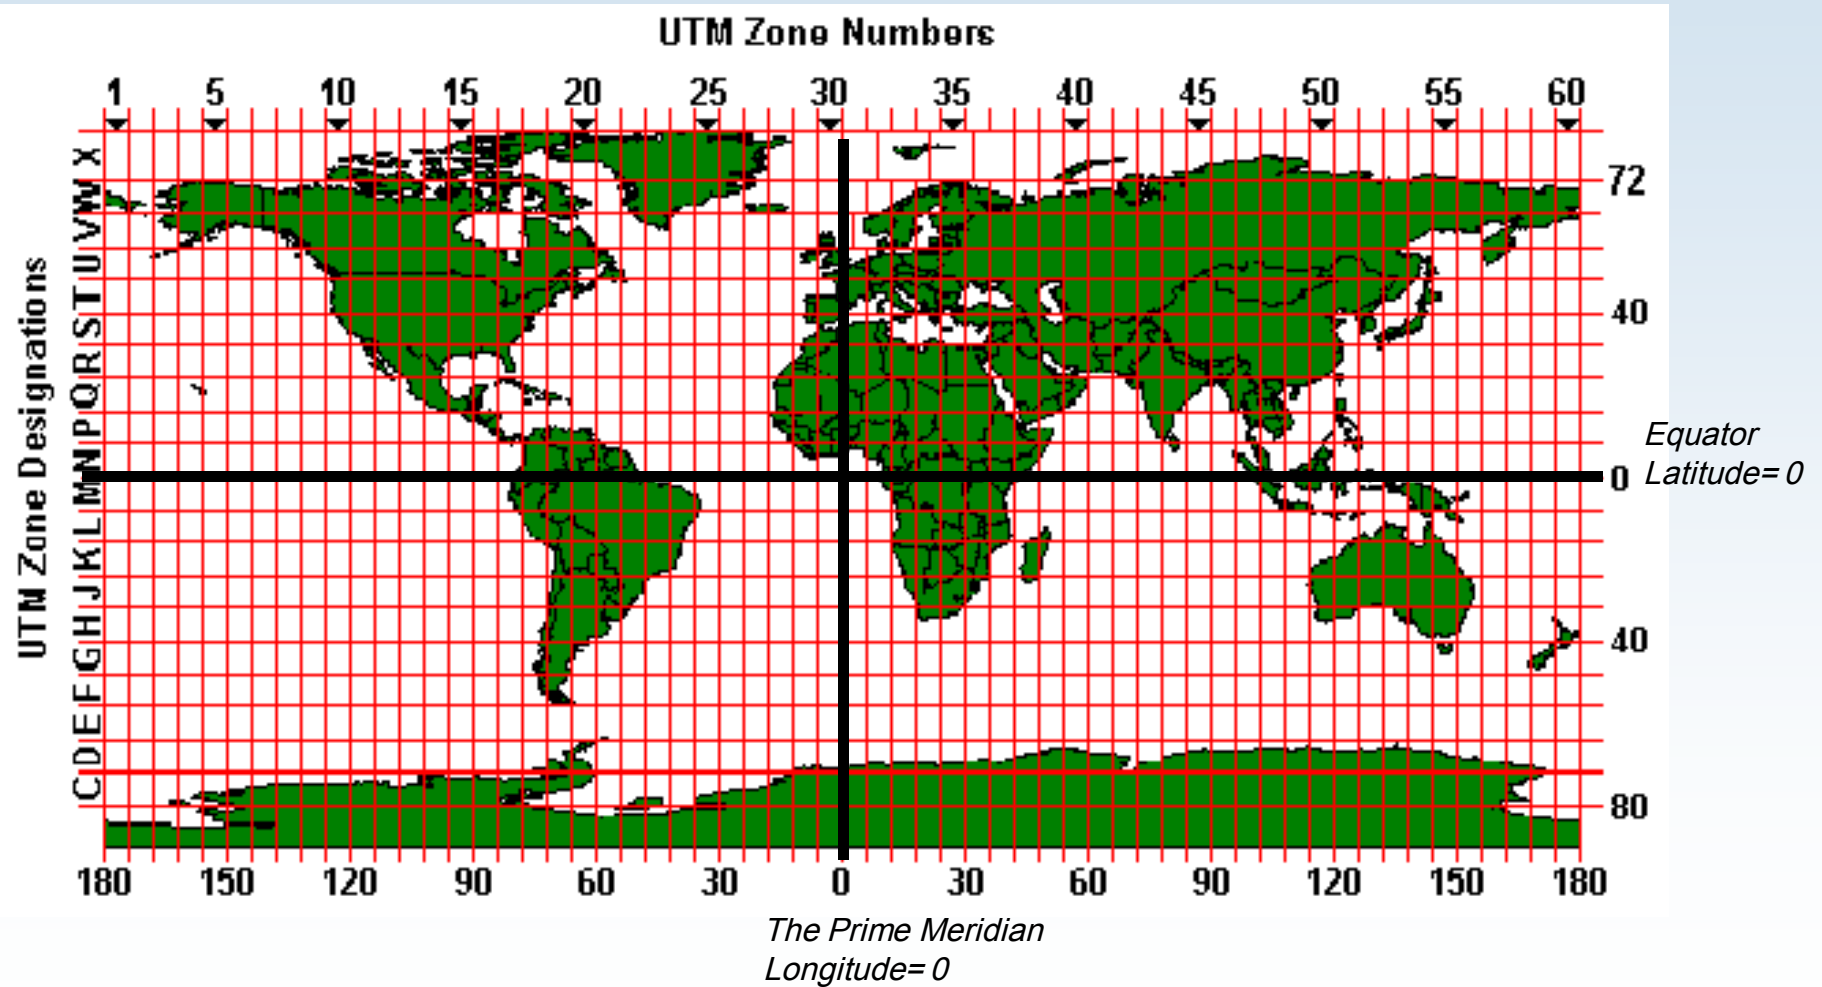 UTM Zone Numbers
1 5 10 15 20 25 30 35 40 45 50 55 60
UTM Zone Designations
C D E F G H J K L M N P Q R S T U V W X
72
40
0
40
80
Equator
Latitude= 0
180 150 120 90 60 30 0 30 60 90 120 150 180
The Prime Meridian
Longitude= 0